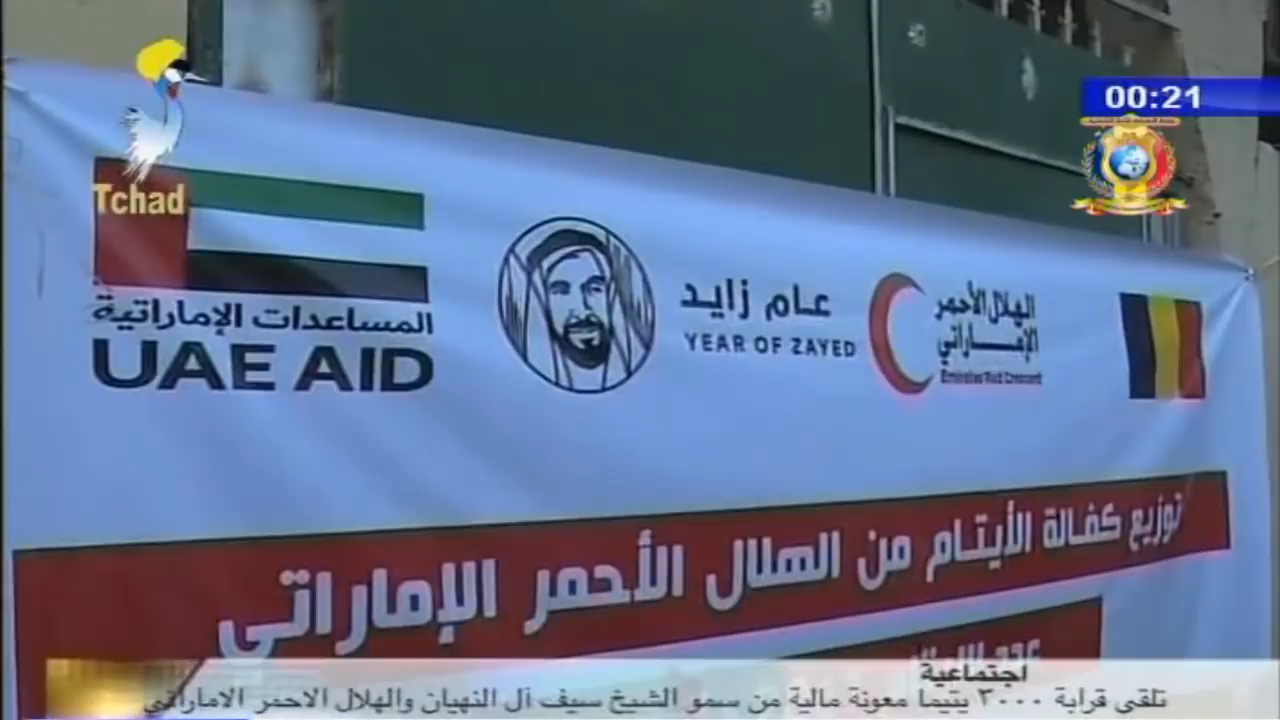 00:21
Tchad
المساعدات الإماراتية
UAE AID
عام زايد
YEAR OF ZAYED
الهلال الأحمر
الإماراتي
Emirates Red Crescent
توزيع كفالة الأيتام من الهلال الأحمر الإماراتي
اجتماعية
تلقى قرابة ٣٠٠٠ يتيما معونة مالية من سمو الشيخ سيف آل النهيان والهلال الاحمر الاماراتي